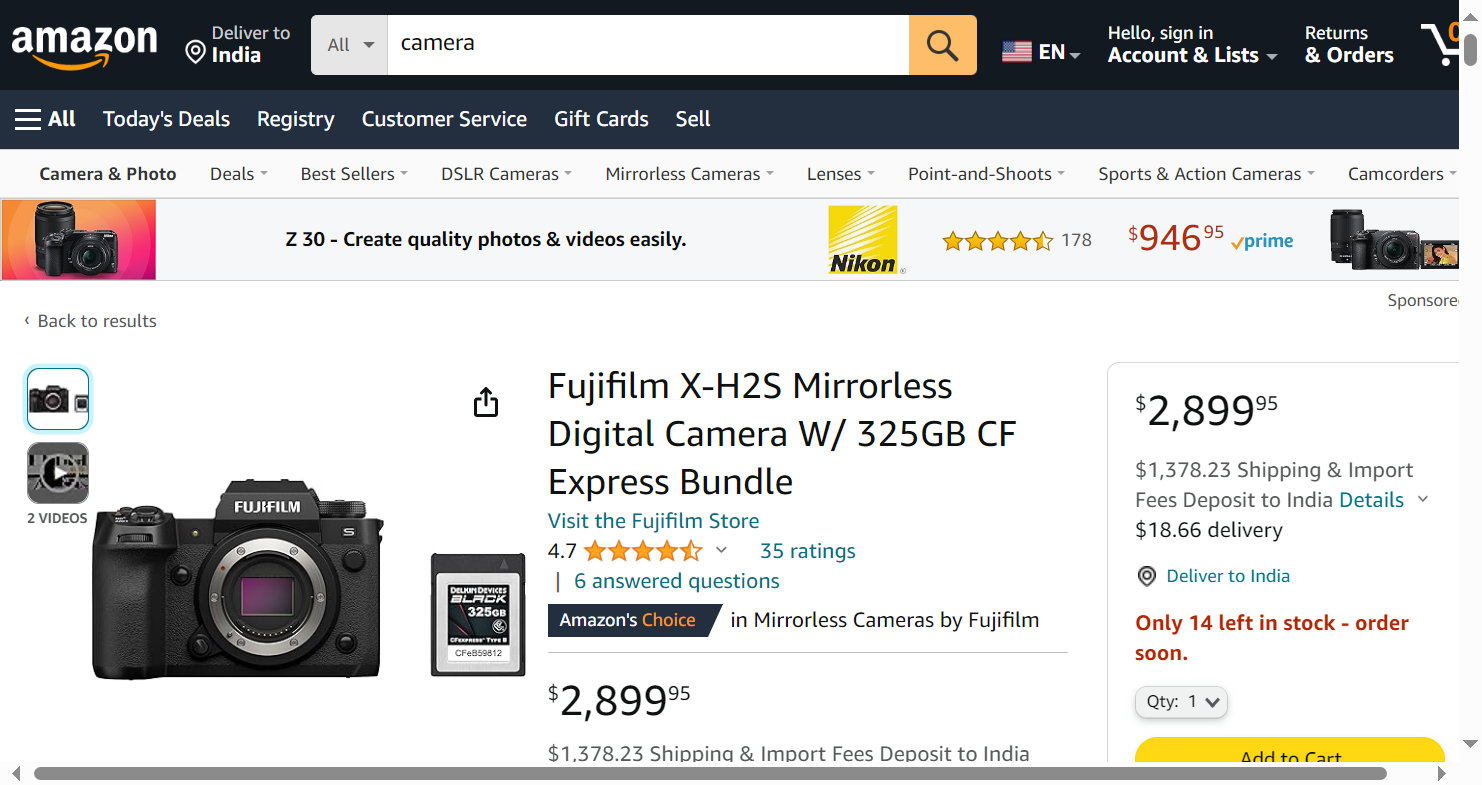 amazon
Deliver to
India
All
camera
EN
Hello, sign in
Account & Lists
Returns
& Orders
0
All
Today's Deals
Registry
Customer Service
Gift Cards
Sell
Camera & Photo
Deals
Best Sellers
DSLR Cameras
Mirrorless Cameras
Lenses
Point-and-Shoots
Sports & Action Cameras
Camcorders
Z 30 - Create quality photos & videos easily.
Nikon
178
$946 95
prime
Sponsore
‹ Back to results
2 VIDEOS
FUJIFILM
S
DELKIN DEVICES
BLACK
325GB
CFEXPRESS™ TYPE B
CFeB59812
Fujifilm X-H2S Mirrorless
Digital Camera W/ 325GB CF
Express Bundle
Visit the Fujifilm Store
4.7
35 ratings
| 6 answered questions
Amazon's Choice
in Mirrorless Cameras by Fujifilm
$2,899 95
$1,378.23 Shipping & Import Fees Deposit to India
$2,899 95
$1,378.23 Shipping & Import
Fees Deposit to India Details
$18.66 delivery
Deliver to India
Only 14 left in stock - order
soon.
Qty: 1
Add to Cart